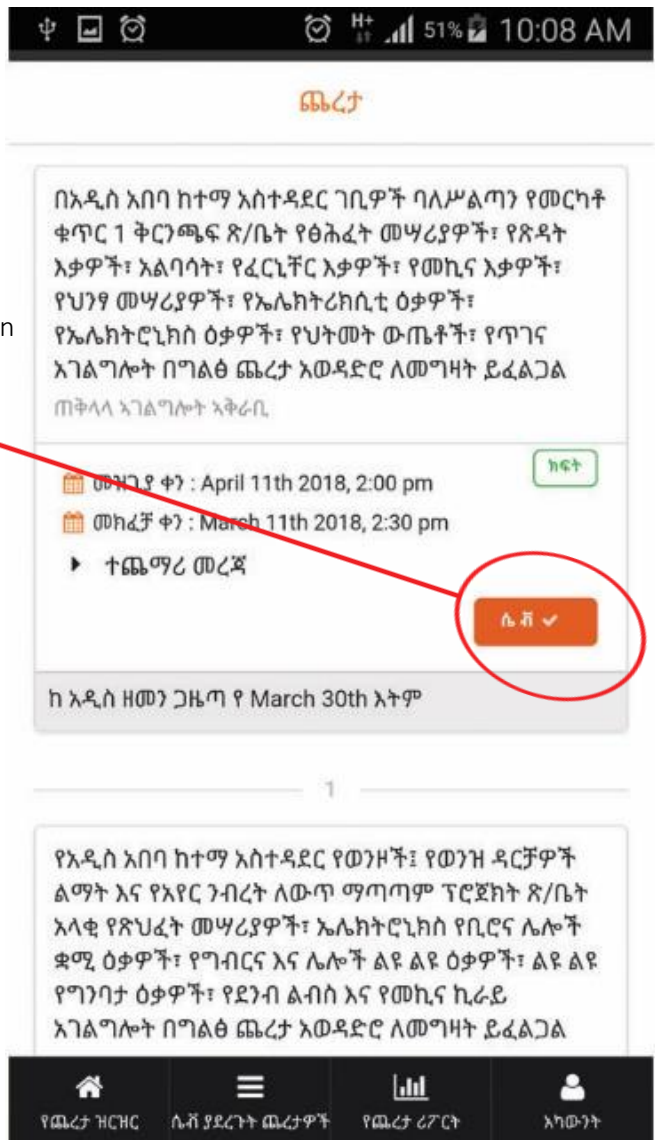 51% 10:08 AM
ጨረታ
በአዲስ አበባ ከተማ አስተዳደር ገቢዎች ባለሥልጣን የመርካቶ
ቁጥር 1 ቅርንጫፍ ጽ/ቤት የፅሕፈት መሣሪያዎች፣ የጽዳት
እቃዎች፣ አልባሳት፣ የፈርኒቸር እቃዎች፣ የመኪና እቃዎች፣
የህንፃ መሣሪያዎች፣ የኤሌክትሪክሲቲ ዕቃዎች፣
n
የኤሌክትሮኒክስ ዕቃዎች፣ የህትመት ውጤቶች፣ የጥገና
አገልግሎት በግልፅ ጨረታ አወዳድሮ ለመግዛት ይፈልጋል
ጠቅላላ ኣገልግሎት ኣቅራቢ
ክፍት
መዝጊያ ቀን : April 11th 2018, 2:00 pm
መክፈቻ ቀን : March 11th 2018, 2:30 pm
ተጨማሪ መረጃ
ሴቭ
ከ አዲስ ዘመን ጋዜጣ የ March 30th እትም
1
የአዲስ አበባ ከተማ አስተዳደር የወንዞች፤ የወንዝ ዳርቻዎች
ልማት እና የአየር ንብረት ለውጥ ማጣጣም ፕሮጀክት ጽ/ቤት
አላቂ የጽህፈት መሣሪያዎች፣ ኤሌክትሮኒክስ የቢሮና ሌሎች
ቋሚ ዕቃዎች፣ የግብርና እና ሌሎች ልዩ ልዩ ዕቃዎች፣ ልዩ ልዩ
የግንባታ ዕቃዎች፣ የደንብ ልብስ እና የመኪና ኪራይ
አገልግሎት በግልፅ ጨረታ አወዳድሮ ለመግዛት ይፈልጋል
የጨረታ ዝርዝር ሴቭ ያደረጉት ጨረታዎች የጨረታ ሪፖርት አካውንት